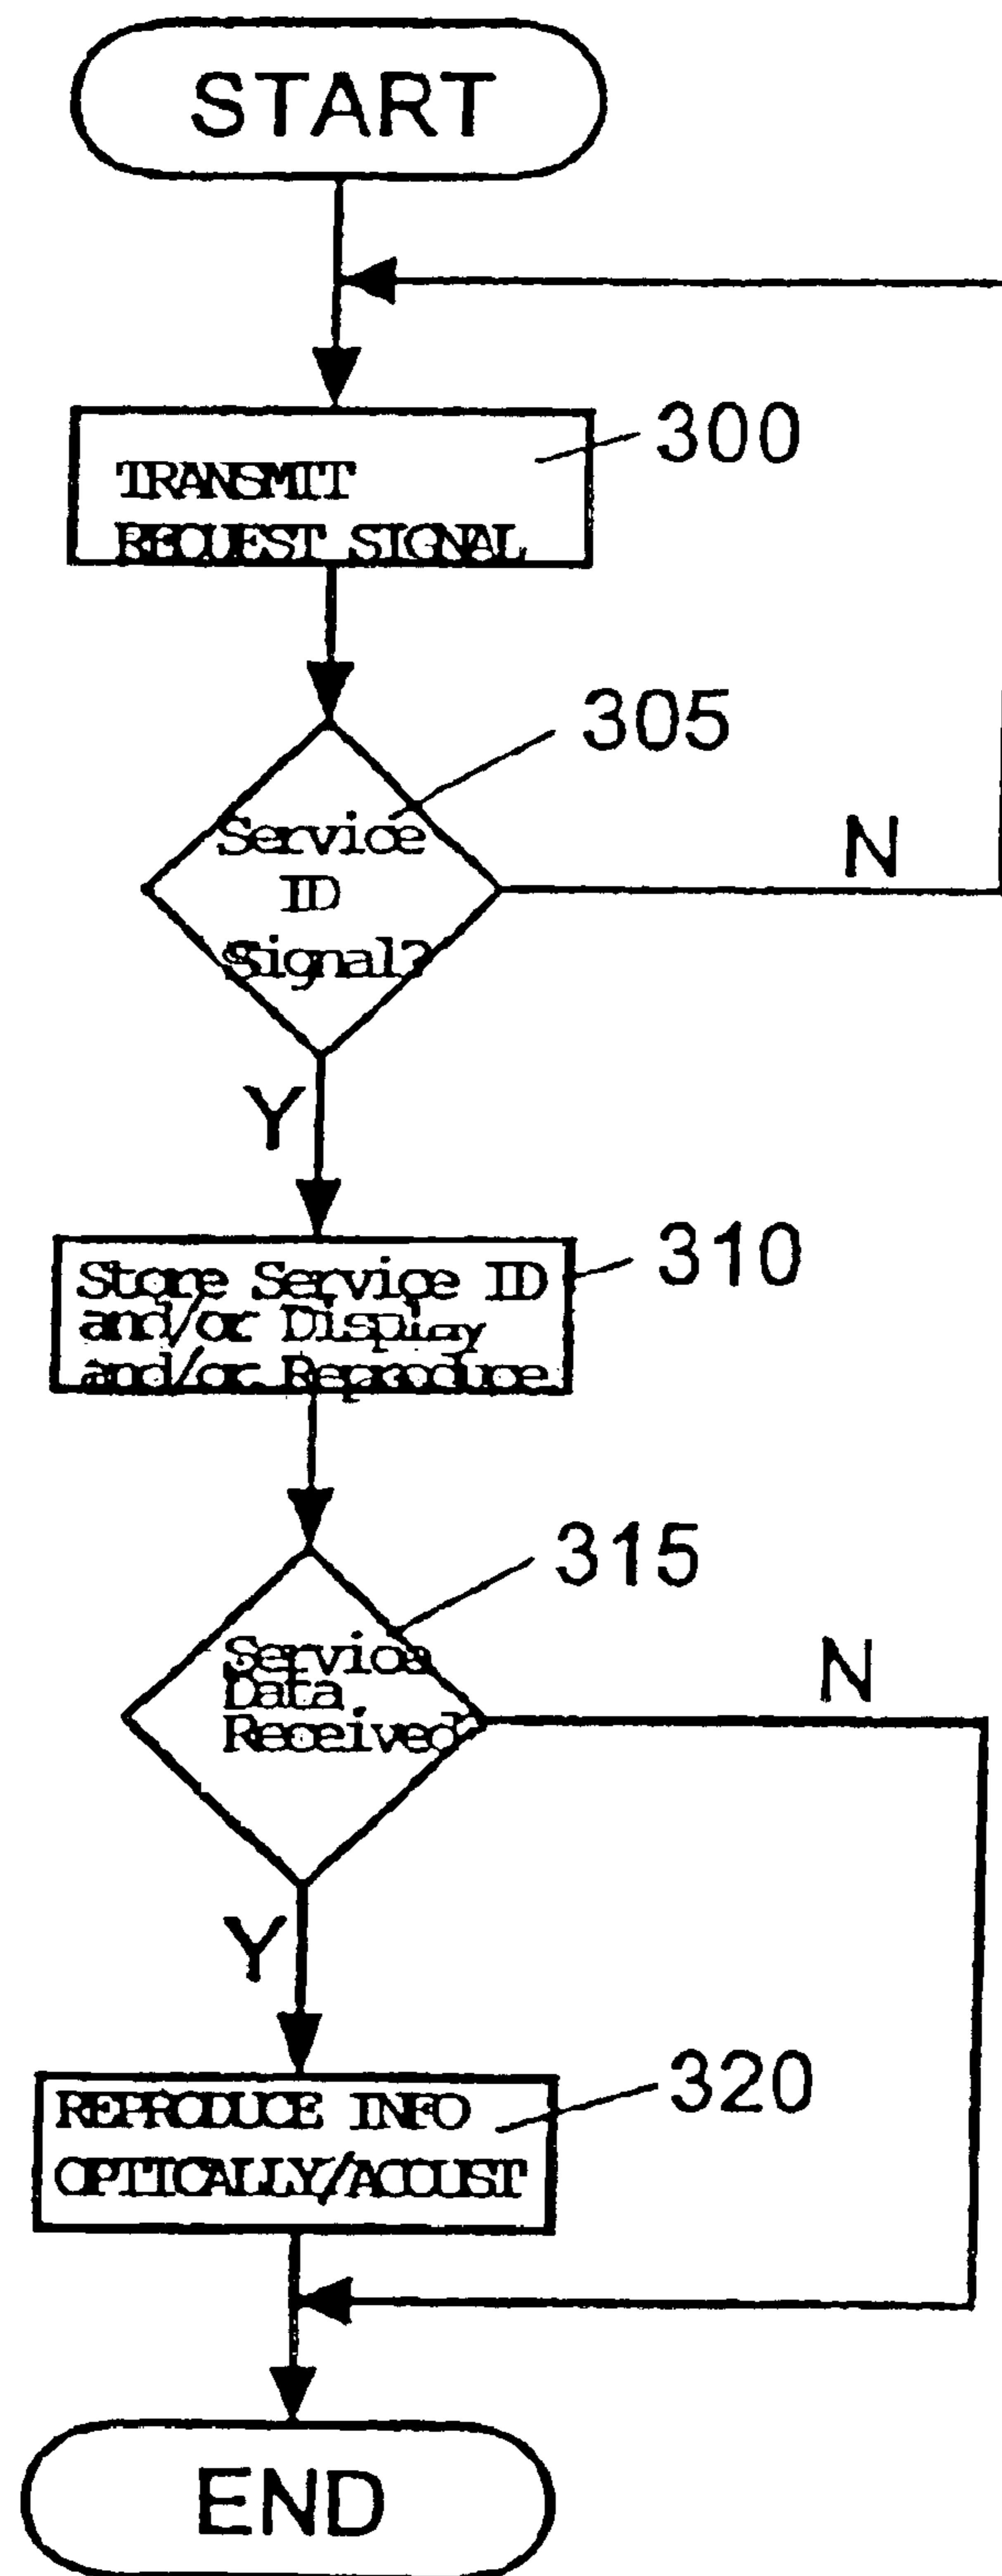 START
300
TRANSMIT
REQUEST SIGNAL
305
Service
ID
Signal?
N
Y
310
Store Service ID
and/or Display
and/or Reproduce
315
Service
Data
Received
N
Y
320
REPRODUCE INFO
OPTICALLY/ACOUST
END